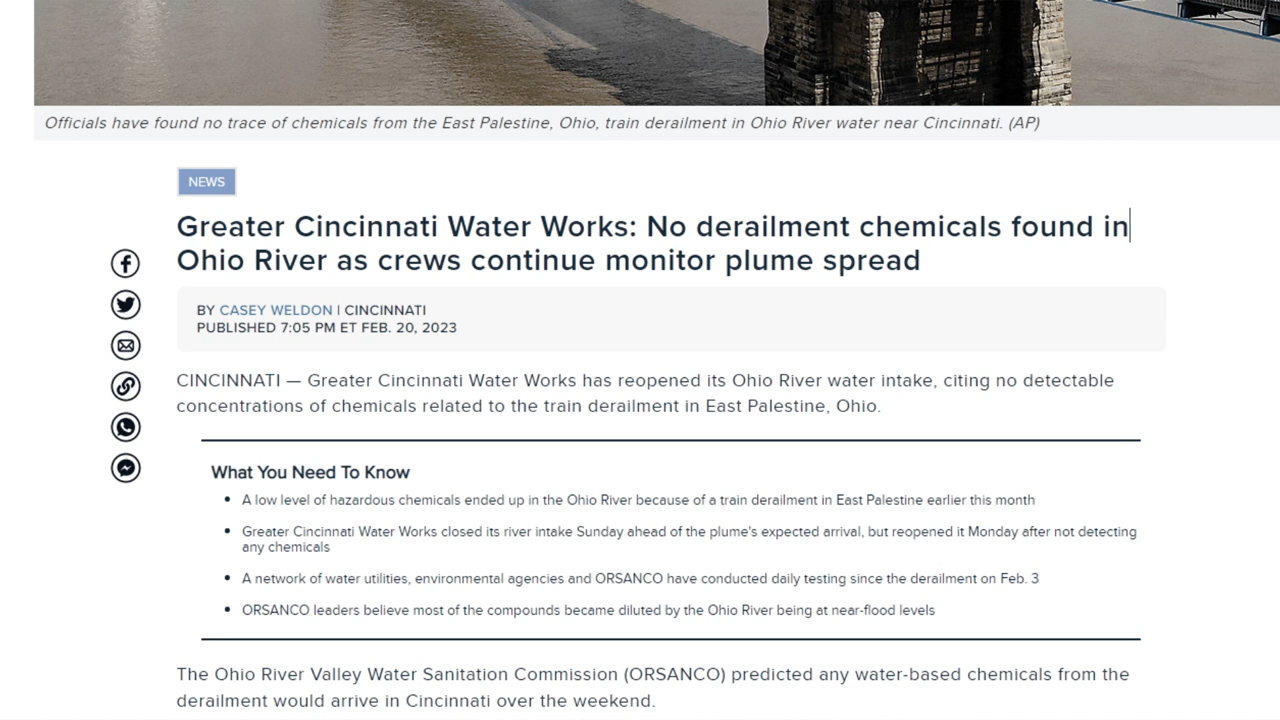 Officials have found no trace of chemicals from the East Palestine, Ohio, train derailment in Ohio River water near Cincinnati. (AP)
NEWS
Greater Cincinnati Water Works: No derailment chemicals found in
Ohio River as crews continue monitor plume spread
BY CASEY WELDON | CINCINNATI
PUBLISHED 7:05 PM ET FEB. 20, 2023
CINCINNATI — Greater Cincinnati Water Works has reopened its Ohio River water intake, citing no detectable
concentrations of chemicals related to the train derailment in East Palestine, Ohio.
What You Need To Know
• A low level of hazardous chemicals ended up in the Ohio River because of a train derailment in East Palestine earlier this month
• Greater Cincinnati Water Works closed its river intake Sunday ahead of the plume's expected arrival, but reopened it Monday after not detecting
any chemicals
• A network of water utilities, environmental agencies and ORSANCO have conducted daily testing since the derailment on Feb. 3
• ORSANCO leaders believe most of the compounds became diluted by the Ohio River being at near-flood levels
The Ohio River Valley Water Sanitation Commission (ORSANCO) predicted any water-based chemicals from the
derailment would arrive in Cincinnati over the weekend.